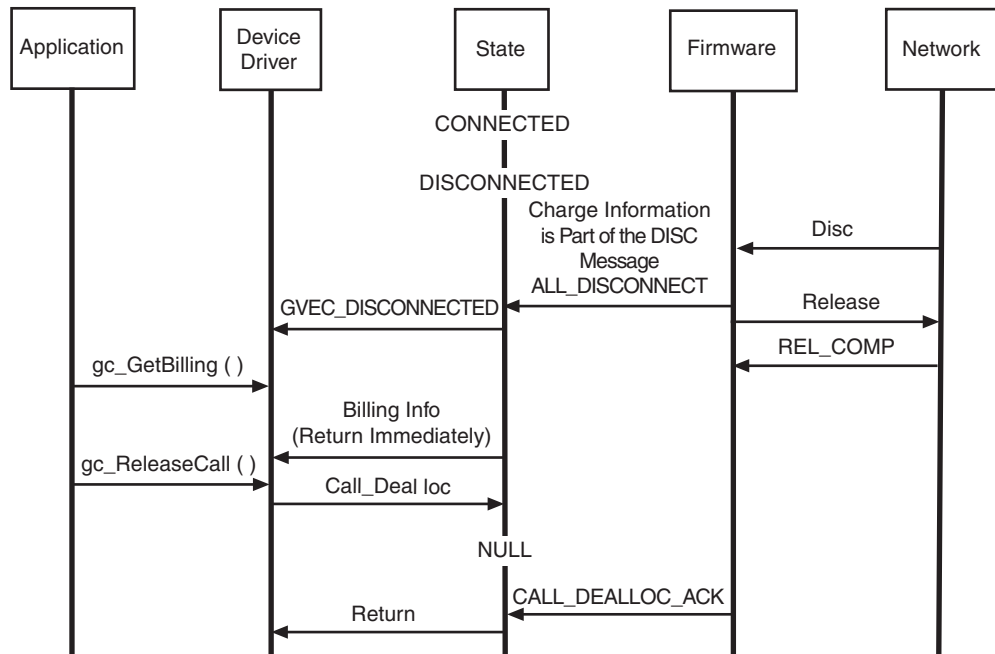 Application
Device
Driver
State
Firmware
Network
CONNECTED
DISCONNECTED
Charge Information
is Part of the DISC
Message
ALL_DISCONNECT
Disc
GVEC_DISCONNECTED
Release
REL_COMP
gc_GetBilling ( )
Billing Info
(Return Immediately)
gc_ReleaseCall ( )
Call_Deal loc
NULL
CALL_DEALLOC_ACK
Return